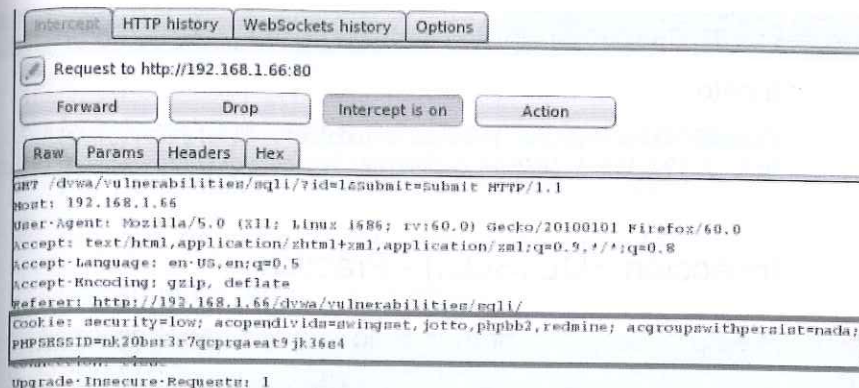 Intercept HTTP history WebSockets history Options
Request to http://192.168.1.66:80
Forward Drop Intercept is on Action
Raw Params Headers Hex
GET /dvwa/vulnerabilities/sqli/?id=1&Submit=Submit HTTP/1.1
Host: 192.168.1.66
User-Agent: Mozilla/5.0 (X11; Linux i686; rv:60.0) Gecko/20100101 Firefox/60.0
Accept: text/html,application/xhtml+xml,application/xml;q=0.9,*/*;q=0.8
Accept-Language: en-US,en;q=0.5
Accept-Encoding: gzip, deflate
Referer: http://192.168.1.66/dvwa/vulnerabilities/sqli/
Cookie: security=low; acopendivids=swingset,jotto,phpbb2,redmine; acgroupswithpersist=nada;
PHPSESSID=nk20bsr3r7qcprgaeat9jk36s4
Connection: close
Upgrade-Insecure-Requests: 1